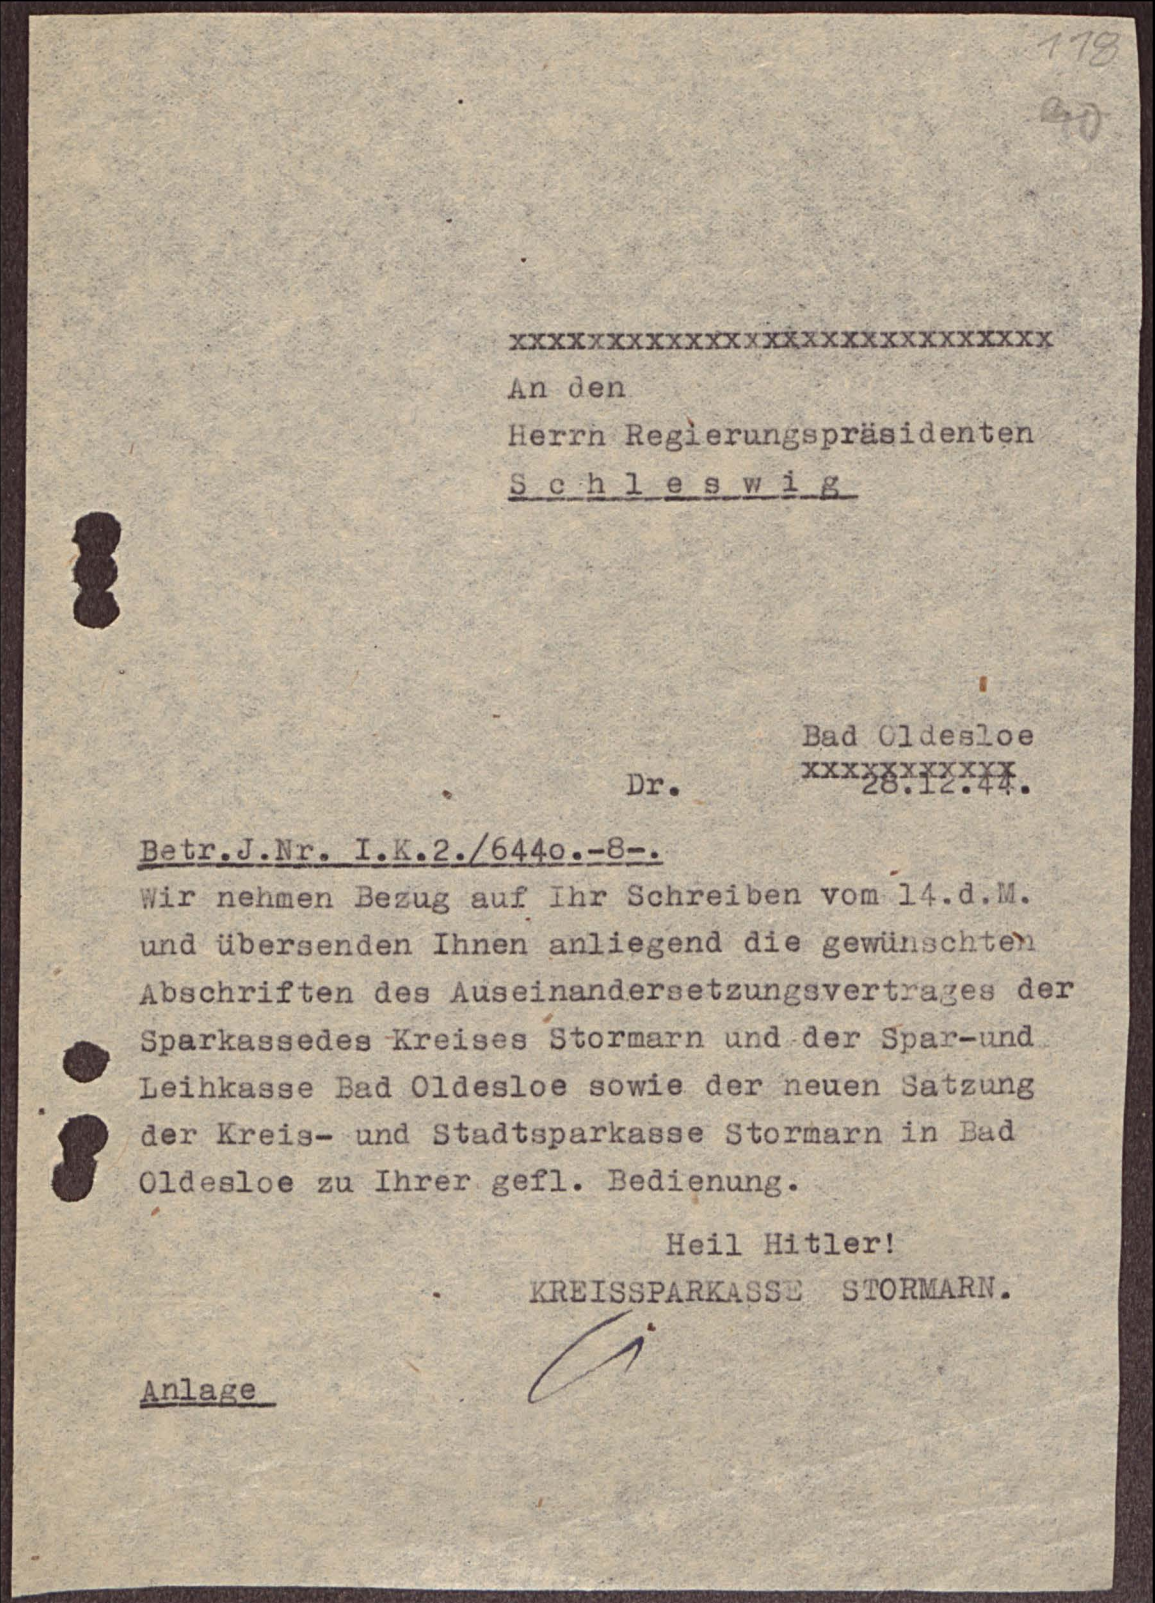 118
xxxxxxxxxxxxxxxxxxxxxxxxxxxx
An den
Herrn Regierungspräsidenten
S c h l e s w i g
Bad Oldesloe
xxxxxxxxxxx
Dr. 28.12.44.
Betr.J.Nr. I.K.2./644o.-8-.
Wir nehmen Bezug auf Ihr Schreiben vom 14.d.M.
und übersenden Ihnen anliegend die gewünschten
Abschriften des Auseinandersetzungsvertrages der
Sparkassedes Kreises Stormarn und der Spar-und
Leihkasse Bad Oldesloe sowie der neuen Satzung
der Kreis- und Stadtsparkasse Stormarn in Bad
Oldesloe zu Ihrer gefl. Bedienung.
Heil Hitler!
KREISSPARKASSE STORMARN.
Anlage